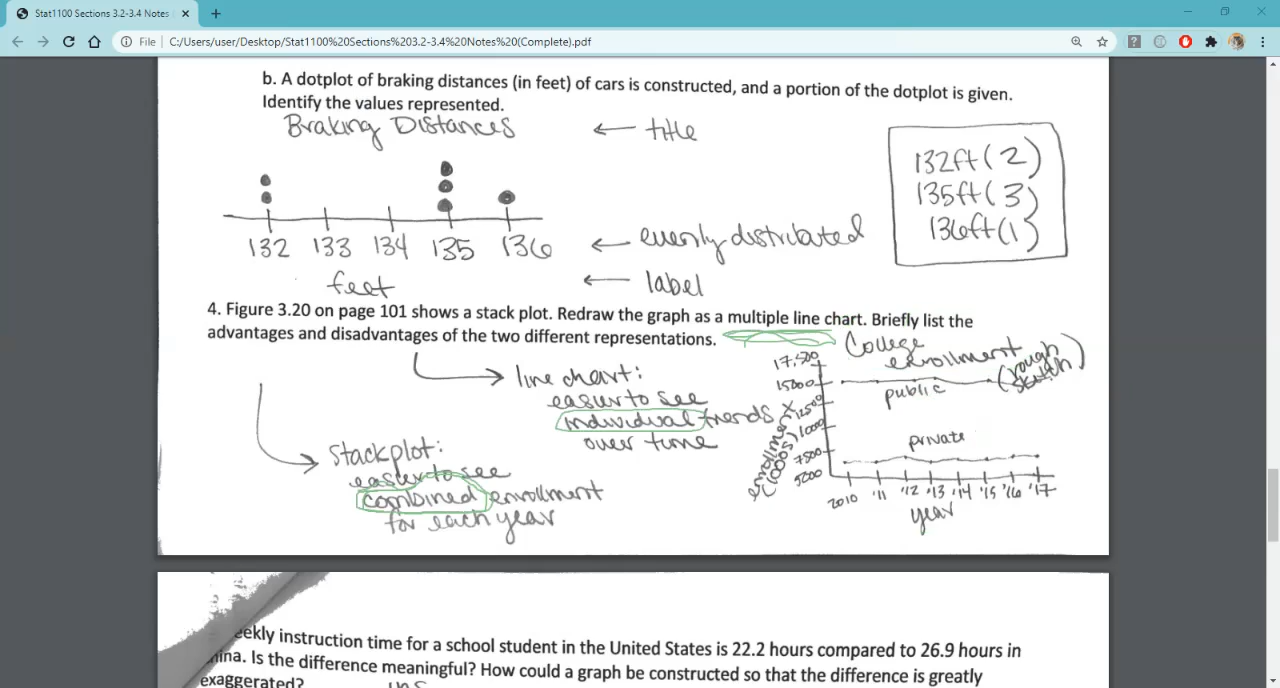 Stat1100 Sections 3.2-3.4 Notes
File | C:/Users/user/Desktop/Stat1100%20Sections%203.2-3.4%20Notes%20(Complete).pdf
b. A dotplot of braking distances (in feet) of cars is constructed, and a portion of the dotplot is given.
Identify the values represented.
Braking Distances ← title
132ft (2)
135ft (3)
136ft (1)
132 133 134 135 136 ← evenly distributed
feet ← label
4. Figure 3.20 on page 101 shows a stack plot. Redraw the graph as a multiple line chart. Briefly list the
advantages and disadvantages of the two different representations.
line chart:
easier to see
individual trends
over time
stackplot:
easier to see
combined enrollment
for each year
College
enrollment
(rough
sketch)
17,500
15000
12500
1000
7500
5000
enrollment
(1000s)
public
private
2010 '11 '12 '13 '14 '15 '16 '17
year
eekly instruction time for a school student in the United States is 22.2 hours compared to 26.9 hours in
hina. Is the difference meaningful? How could a graph be constructed so that the difference is greatly
exaggerated?